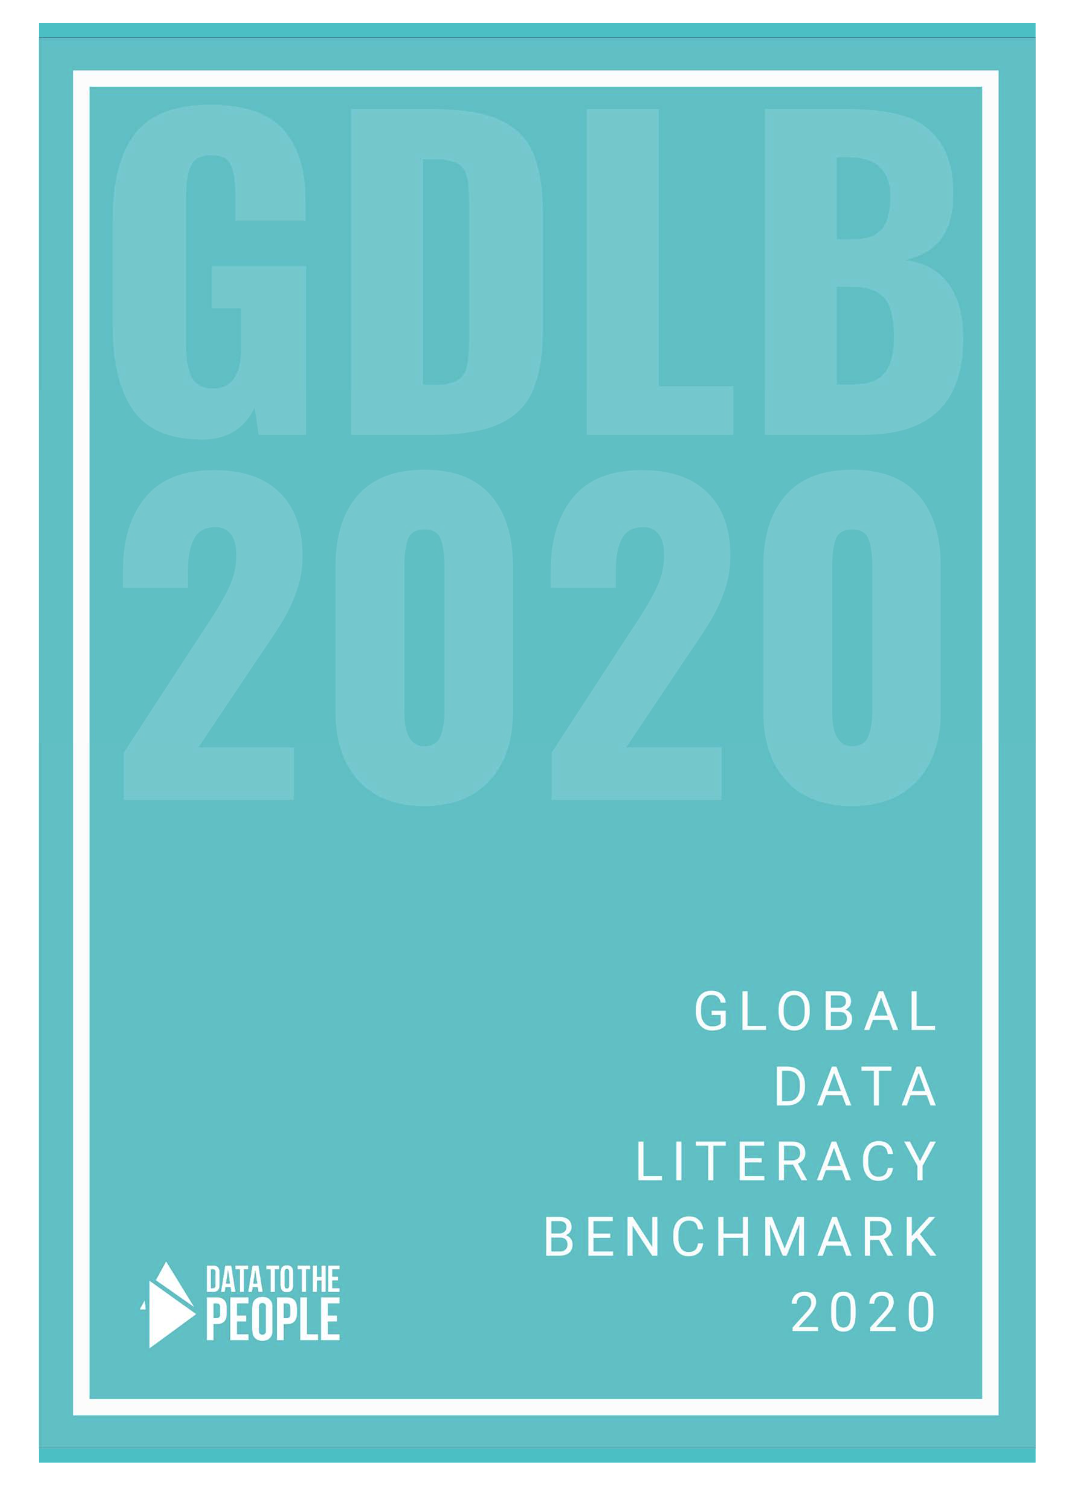 GDLB
2020
GLOBAL
DATA
LITERACY
BENCHMARK
2020
DATA TO THE
PEOPLE